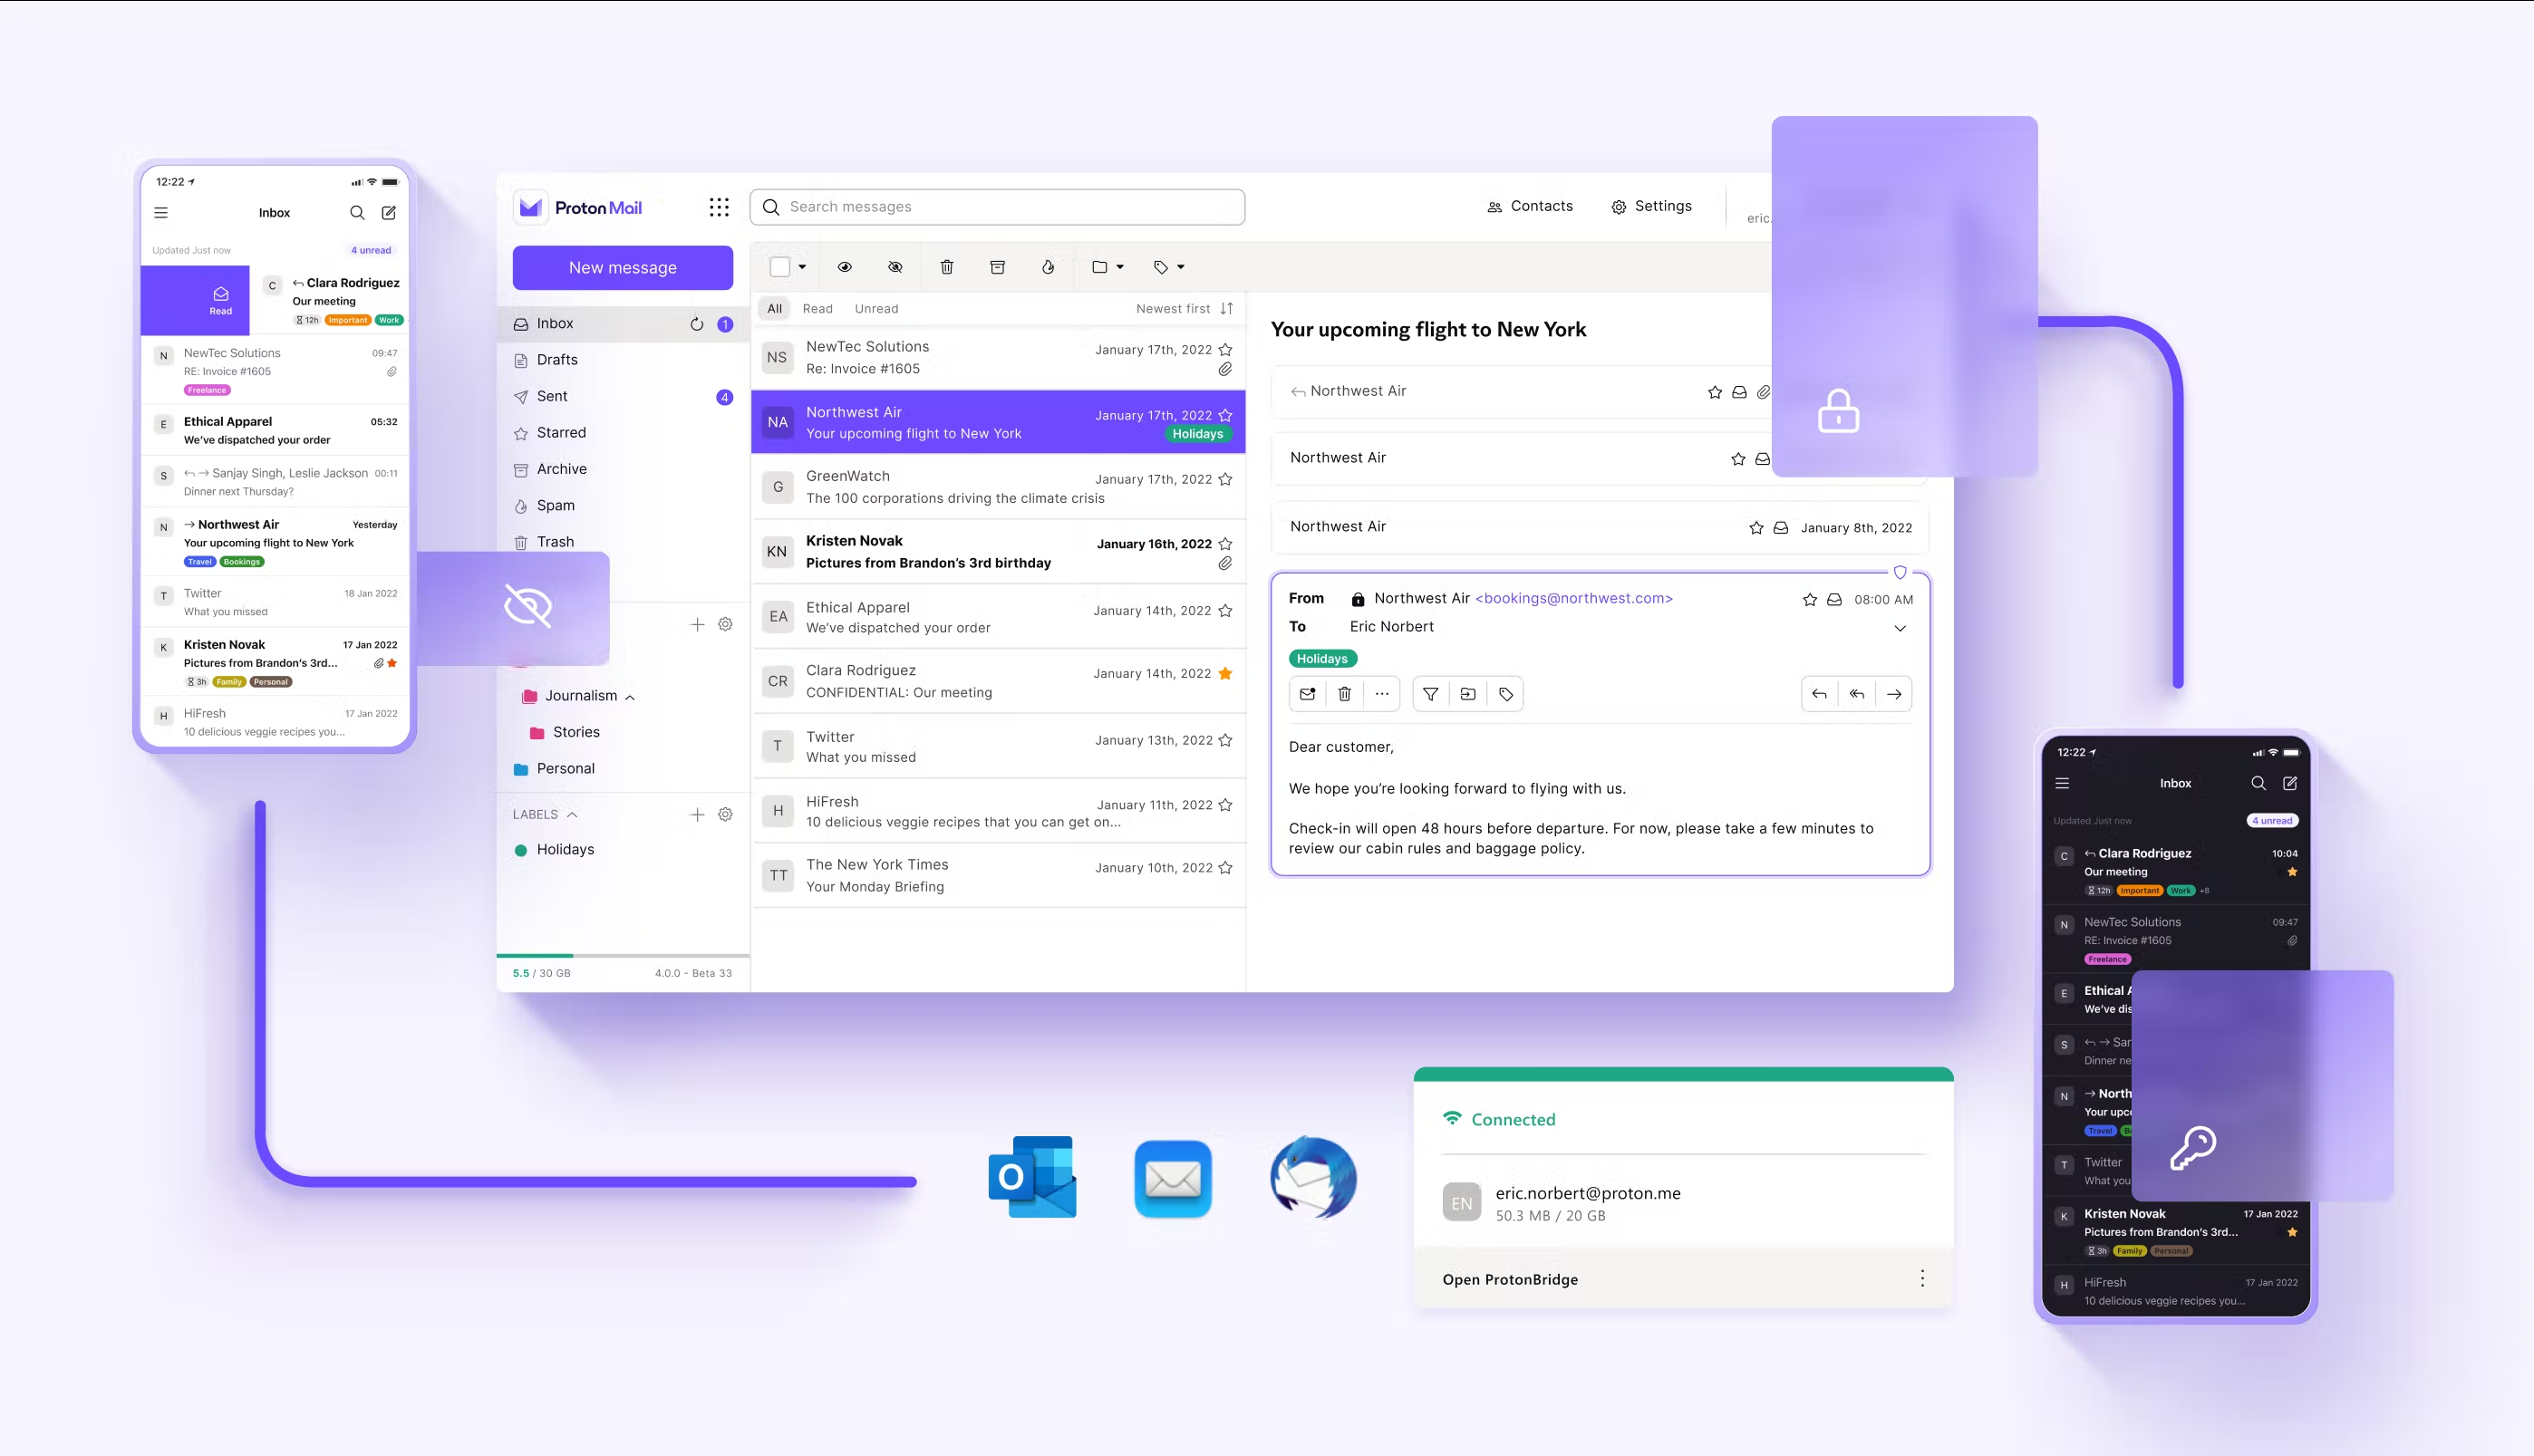 12:22
Inbox
Updated Just now
4 unread
Read
C
Clara Rodriguez
Our meeting
12h Important Work
N
NewTec Solutions 09:47
RE: Invoice #1605
Freelance
E
Ethical Apparel 05:32
We've dispatched your order
S
Sanjay Singh, Leslie Jackson 00:11
Dinner next Thursday?
N
Northwest Air Yesterday
Your upcoming flight to New York
Travel Bookings
T
Twitter 18 Jan 2022
What you missed
K
Kristen Novak 17 Jan 2022
Pictures from Brandon's 3rd...
3h Family Personal
H
HiFresh 17 Jan 2022
10 delicious veggie recipes you...
Proton Mail
Search messages
Contacts
Settings
eric.
New message
Inbox 1
Drafts
Sent 4
Starred
Archive
Spam
Trash
Journalism
Stories
Personal
LABELS
Holidays
5.5 / 30 GB
4.0.0 - Beta 33
All Read Unread
Newest first
NS
NewTec Solutions January 17th, 2022
Re: Invoice #1605
NA
Northwest Air January 17th, 2022
Your upcoming flight to New York Holidays
G
GreenWatch January 17th, 2022
The 100 corporations driving the climate crisis
KN
Kristen Novak January 16th, 2022
Pictures from Brandon's 3rd birthday
EA
Ethical Apparel January 14th, 2022
We've dispatched your order
CR
Clara Rodriguez January 14th, 2022
CONFIDENTIAL: Our meeting
T
Twitter January 13th, 2022
What you missed
H
HiFresh January 11th, 2022
10 delicious veggie recipes that you can get on...
TT
The New York Times January 10th, 2022
Your Monday Briefing
Your upcoming flight to New York
Northwest Air
Northwest Air
Northwest Air January 8th, 2022
From Northwest Air <bookings@northwest.com> 08:00 AM
To Eric Norbert
Holidays
Dear customer,
We hope you're looking forward to flying with us.
Check-in will open 48 hours before departure. For now, please take a few minutes to
review our cabin rules and baggage policy.
O
Connected
EN
eric.norbert@proton.me
50.3 MB / 20 GB
Open ProtonBridge
12:22
Inbox
Updated Just now
4 unread
C
Clara Rodriguez 10:04
Our meeting
12h Important Work +8
N
NewTec Solutions 09:47
RE: Invoice #1605
Freelance
E
Ethical
We've dis
S
San
Dinner ne
N
North
Your upco
Travel
T
Twitter
What you
K
Kristen Novak 17 Jan 2022
Pictures from Brandon's 3rd...
3h Family Personal
H
HiFresh 17 Jan 2022
10 delicious veggie recipes you...